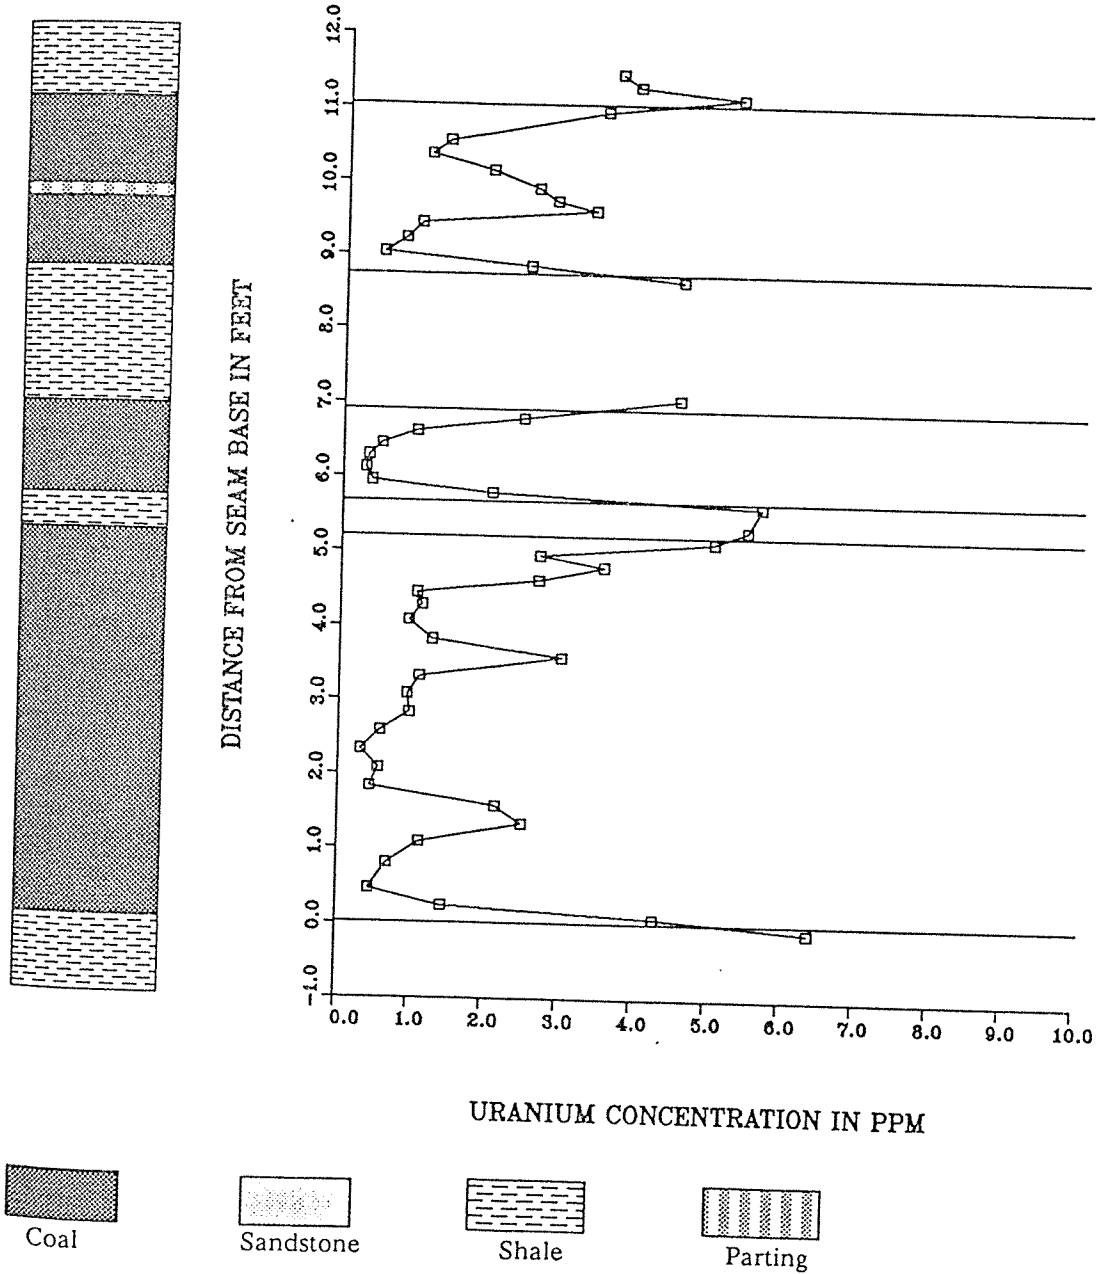 12.0
11.0
10.0
9.0
8.0
7.0
6.0
5.0
4.0
3.0
2.0
1.0
0.0
-1.0
DISTANCE FROM SEAM BASE IN FEET
0.0 1.0 2.0 3.0 4.0 5.0 6.0 7.0 8.0 9.0 10.0
URANIUM CONCENTRATION IN PPM
Coal
Sandstone
Shale
Parting